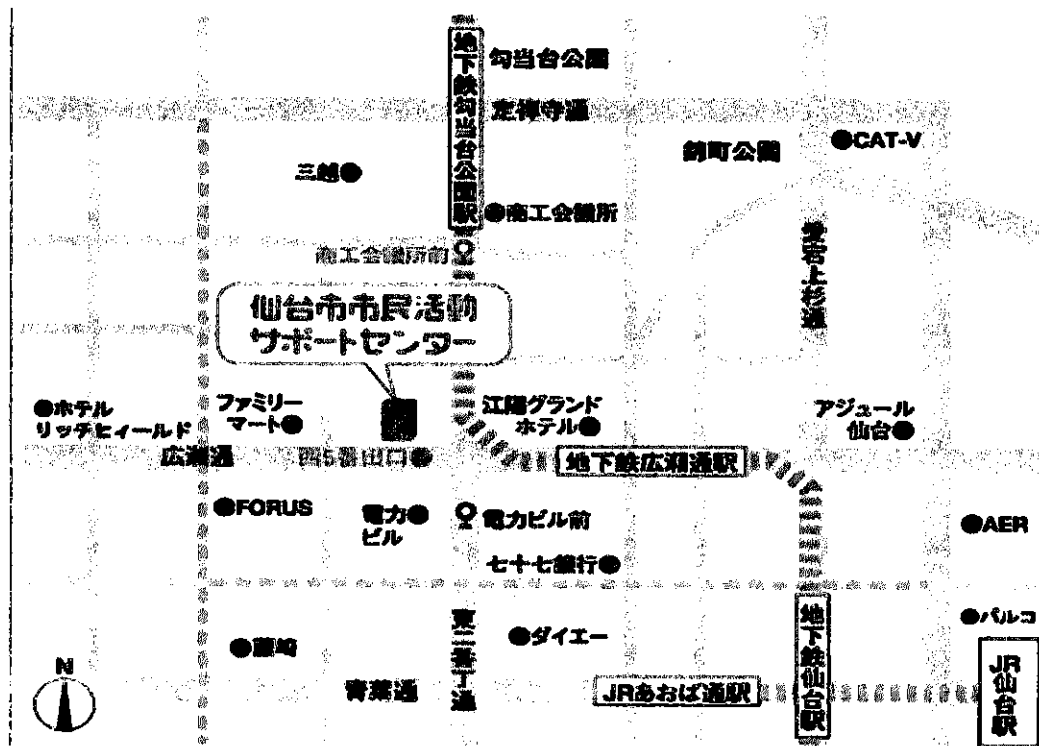 地下鉄勾当台公園駅
勾当台公園
定禅寺通
三越
錦町公園
CAT-V
商工会議所
商工会議所前
愛宕上杉通
仙台市市民活動
サポートセンター
ホテル
リッチヒィールド
ファミリー
マート
江陽グランド
ホテル
アジュール
仙台
広瀬通
西5番出口
地下鉄広瀬通駅
FORUS
電力
ビル
電力ビル前
AER
七十七銀行
藤崎
東二番丁通
ダイエー
地下鉄仙台駅
パルコ
N
青葉通
JRあおば通駅
JR仙台駅